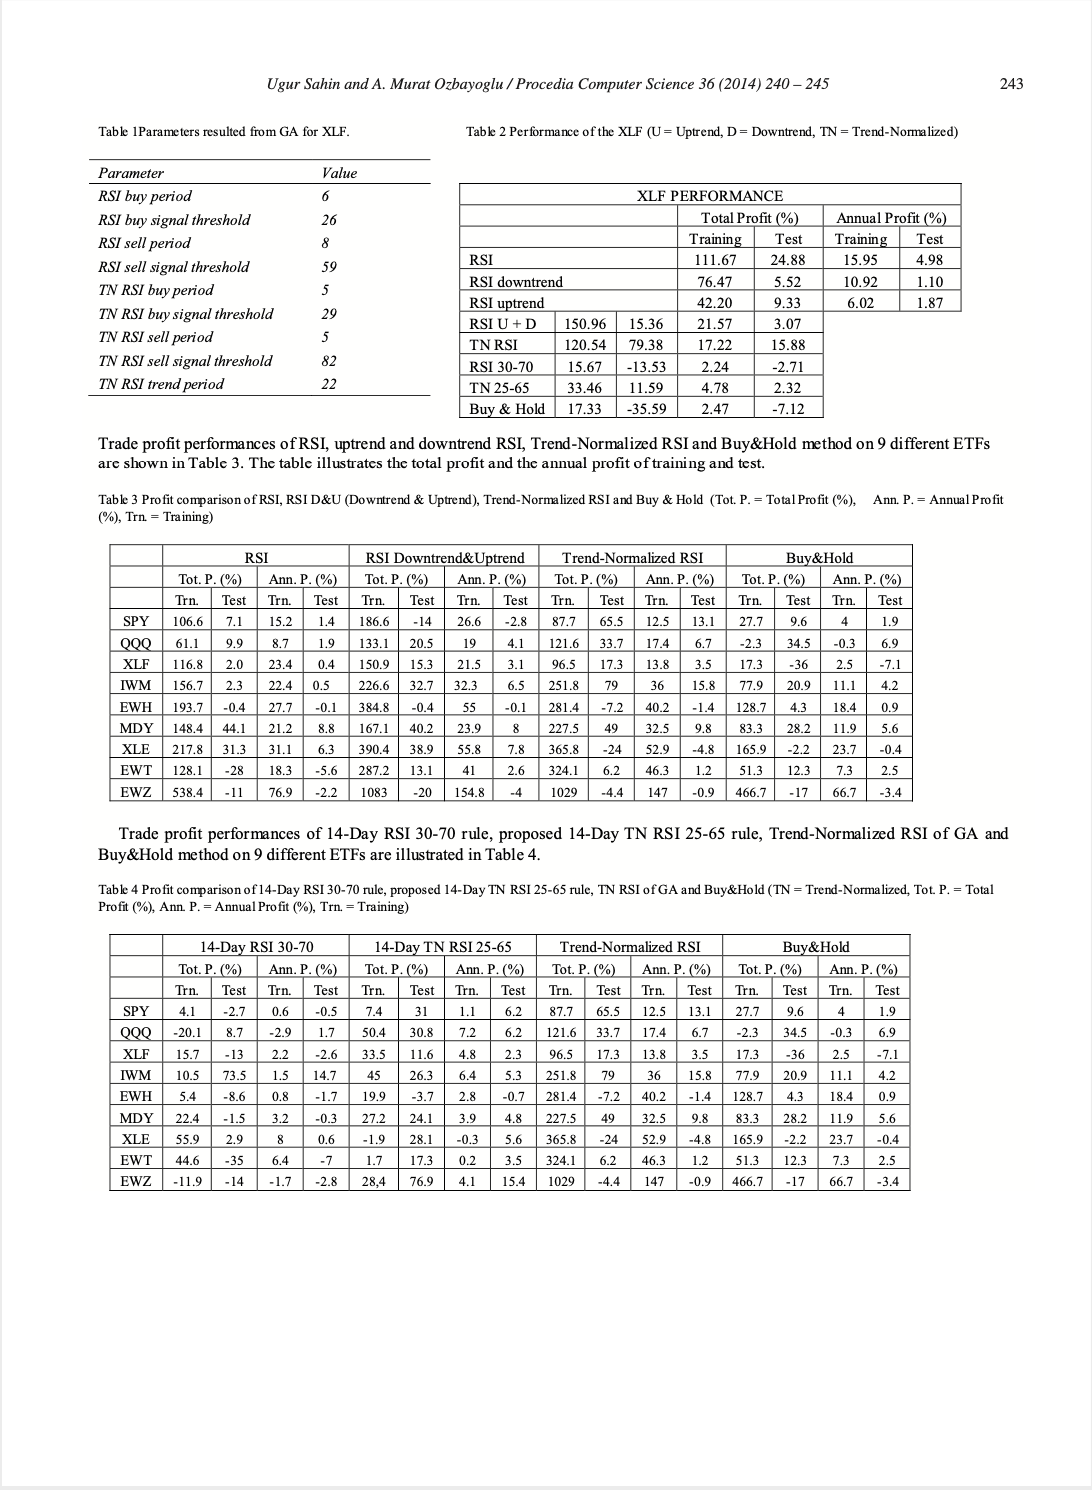 Ugur Sahin and A. Murat Ozbayoglu / Procedia Computer Science 36 (2014) 240 – 245 243
Table 1Parameters resulted from GA for XLF.
Parameter Value
RSI buy period 6
RSI buy signal threshold 26
RSI sell period 8
RSI sell signal threshold 59
TN RSI buy period 5
TN RSI buy signal threshold 29
TN RSI sell period 5
TN RSI sell signal threshold 82
TN RSI trend period 22
Table 2 Performance of the XLF (U = Uptrend, D = Downtrend, TN = Trend-Normalized)
XLF PERFORMANCE
Total Profit (%) Annual Profit (%)
Training Test Training Test
RSI 111.67 24.88 15.95 4.98
RSI downtrend 76.47 5.52 10.92 1.10
RSI uptrend 42.20 9.33 6.02 1.87
RSI U + D 150.96 15.36 21.57 3.07
TN RSI 120.54 79.38 17.22 15.88
RSI 30-70 15.67 -13.53 2.24 -2.71
TN 25-65 33.46 11.59 4.78 2.32
Buy & Hold 17.33 -35.59 2.47 -7.12
Trade profit performances of RSI, uptrend and downtrend RSI, Trend-Normalized RSI and Buy&Hold method on 9 different ETFs
are shown in Table 3. The table illustrates the total profit and the annual profit of training and test.
Table 3 Profit comparison of RSI, RSI D&U (Downtrend & Uptrend), Trend-Normalized RSI and Buy & Hold (Tot. P. = Total Profit (%), Ann. P. = Annual Profit
(%), Trn. = Training)
RSI RSI Downtrend&Uptrend Trend-Normalized RSI Buy&Hold
Tot. P. (%) Ann. P. (%) Tot. P. (%) Ann. P. (%) Tot. P. (%) Ann. P. (%) Tot. P. (%) Ann. P. (%)
Trn. Test Trn. Test Trn. Test Trn. Test Trn. Test Trn. Test Trn. Test Trn. Test
SPY 106.6 7.1 15.2 1.4 186.6 -14 26.6 -2.8 87.7 65.5 12.5 13.1 27.7 9.6 4 1.9
QQQ 61.1 9.9 8.7 1.9 133.1 20.5 19 4.1 121.6 33.7 17.4 6.7 -2.3 34.5 -0.3 6.9
XLF 116.8 2.0 23.4 0.4 150.9 15.3 21.5 3.1 96.5 17.3 13.8 3.5 17.3 -36 2.5 -7.1
IWM 156.7 2.3 22.4 0.5 226.6 32.7 32.3 6.5 251.8 79 36 15.8 77.9 20.9 11.1 4.2
EWH 193.7 -0.4 27.7 -0.1 384.8 -0.4 55 -0.1 281.4 -7.2 40.2 -1.4 128.7 4.3 18.4 0.9
MDY 148.4 44.1 21.2 8.8 167.1 40.2 23.9 8 227.5 49 32.5 9.8 83.3 28.2 11.9 5.6
XLE 217.8 31.3 31.1 6.3 390.4 38.9 55.8 7.8 365.8 -24 52.9 -4.8 165.9 -2.2 23.7 -0.4
EWT 128.1 -28 18.3 -5.6 287.2 13.1 41 2.6 324.1 6.2 46.3 1.2 51.3 12.3 7.3 2.5
EWZ 538.4 -11 76.9 -2.2 1083 -20 154.8 -4 1029 -4.4 147 -0.9 466.7 -17 66.7 -3.4
Trade profit performances of 14-Day RSI 30-70 rule, proposed 14-Day TN RSI 25-65 rule, Trend-Normalized RSI of GA and
Buy&Hold method on 9 different ETFs are illustrated in Table 4.
Table 4 Profit comparison of 14-Day RSI 30-70 rule, proposed 14-Day TN RSI 25-65 rule, TN RSI of GA and Buy&Hold (TN = Trend-Normalized, Tot. P. = Total
Profit (%), Ann. P. = Annual Profit (%), Trn. = Training)
14-Day RSI 30-70 14-Day TN RSI 25-65 Trend-Normalized RSI Buy&Hold
Tot. P. (%) Ann. P. (%) Tot. P. (%) Ann. P. (%) Tot. P. (%) Ann. P. (%) Tot. P. (%) Ann. P. (%)
Trn. Test Trn. Test Trn. Test Trn. Test Trn. Test Trn. Test Trn. Test Trn. Test
SPY 4.1 -2.7 0.6 -0.5 7.4 31 1.1 6.2 87.7 65.5 12.5 13.1 27.7 9.6 4 1.9
QQQ -20.1 8.7 -2.9 1.7 50.4 30.8 7.2 6.2 121.6 33.7 17.4 6.7 -2.3 34.5 -0.3 6.9
XLF 15.7 -13 2.2 -2.6 33.5 11.6 4.8 2.3 96.5 17.3 13.8 3.5 17.3 -36 2.5 -7.1
IWM 10.5 73.5 1.5 14.7 45 26.3 6.4 5.3 251.8 79 36 15.8 77.9 20.9 11.1 4.2
EWH 5.4 -8.6 0.8 -1.7 19.9 -3.7 2.8 -0.7 281.4 -7.2 40.2 -1.4 128.7 4.3 18.4 0.9
MDY 22.4 -1.5 3.2 -0.3 27.2 24.1 3.9 4.8 227.5 49 32.5 9.8 83.3 28.2 11.9 5.6
XLE 55.9 2.9 8 0.6 -1.9 28.1 -0.3 5.6 365.8 -24 52.9 -4.8 165.9 -2.2 23.7 -0.4
EWT 44.6 -35 6.4 -7 1.7 17.3 0.2 3.5 324.1 6.2 46.3 1.2 51.3 12.3 7.3 2.5
EWZ -11.9 -14 -1.7 -2.8 28,4 76.9 4.1 15.4 1029 -4.4 147 -0.9 466.7 -17 66.7 -3.4